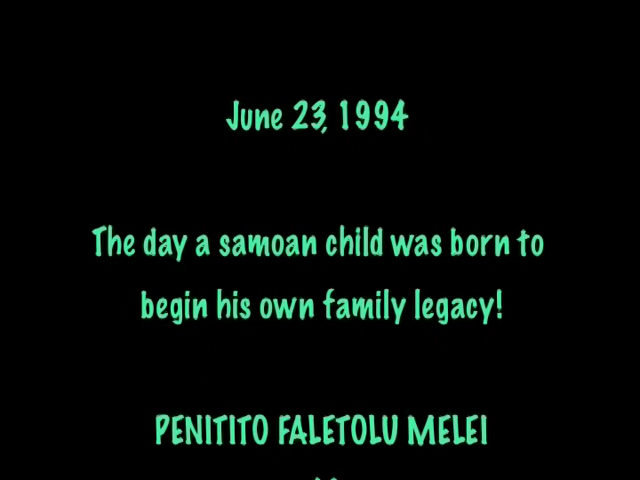 June 23, 1994
The day a samoan child was born to
begin his own family legacy!
PENITITO FALETOLU MELEI